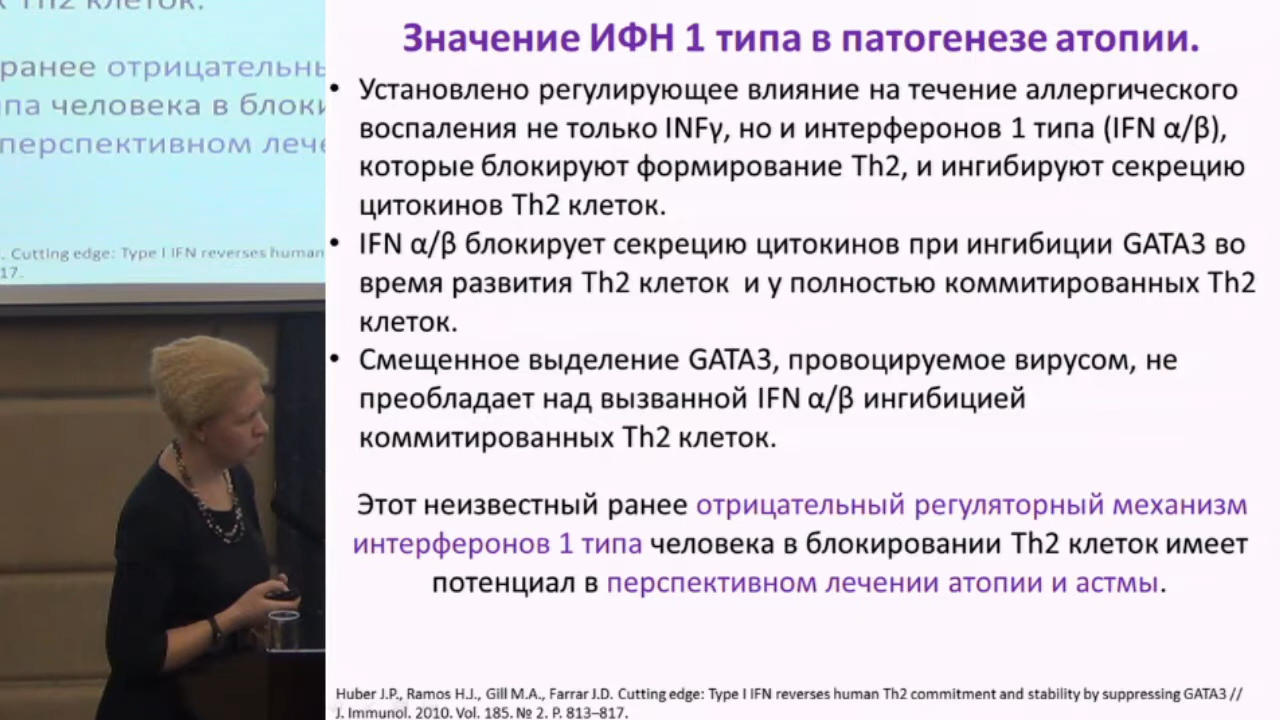 Значение ИФН 1 типа в патогенезе атопии.
• Установлено регулирующее влияние на течение аллергического
воспаления не только INFγ, но и интерферонов 1 типа (IFN α/β),
которые блокируют формирование Th2, и ингибируют секрецию
цитокинов Th2 клеток.
• IFN α/β блокирует секрецию цитокинов при ингибиции GATA3 во
время развития Th2 клеток и у полностью коммитированных Th2
клеток.
• Смещенное выделение GATA3, провоцируемое вирусом, не
преобладает над вызванной IFN α/β ингибицией
коммитированных Th2 клеток.
Этот неизвестный ранее отрицательный регуляторный механизм
интерферонов 1 типа человека в блокировании Th2 клеток имеет
потенциал в перспективном лечении атопии и астмы.
Huber J.P., Ramos H.J., Gill M.A., Farrar J.D. Cutting edge: Type I IFN reverses human Th2 commitment and stability by suppressing GATA3 //
J. Immunol. 2010. Vol. 185. № 2. P. 813–817.
ранее отрицательны
па человека в блоки
перспективном лече
. Cutting edge: Type I IFN reverses human
17.